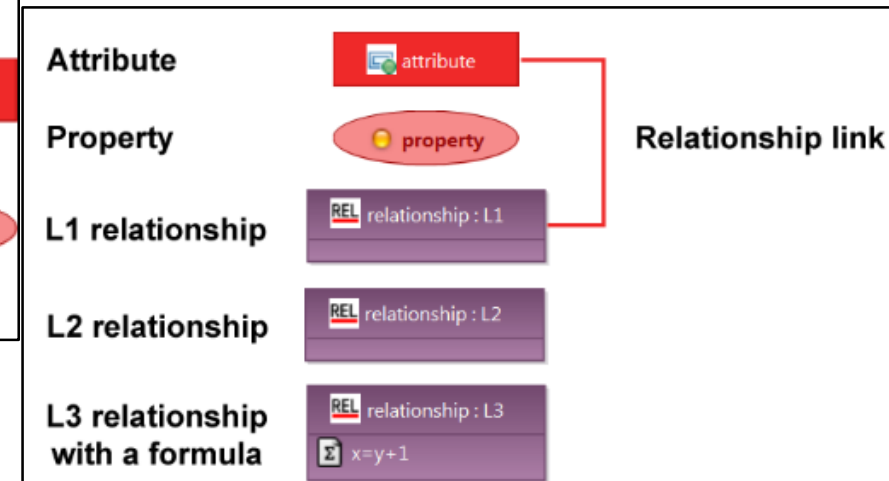 Attribute
attribute
Property
property
Relationship link
L1 relationship
REL relationship : L1
L2 relationship
REL relationship : L2
L3 relationship
with a formula
REL relationship : L3
Σ x=y+1